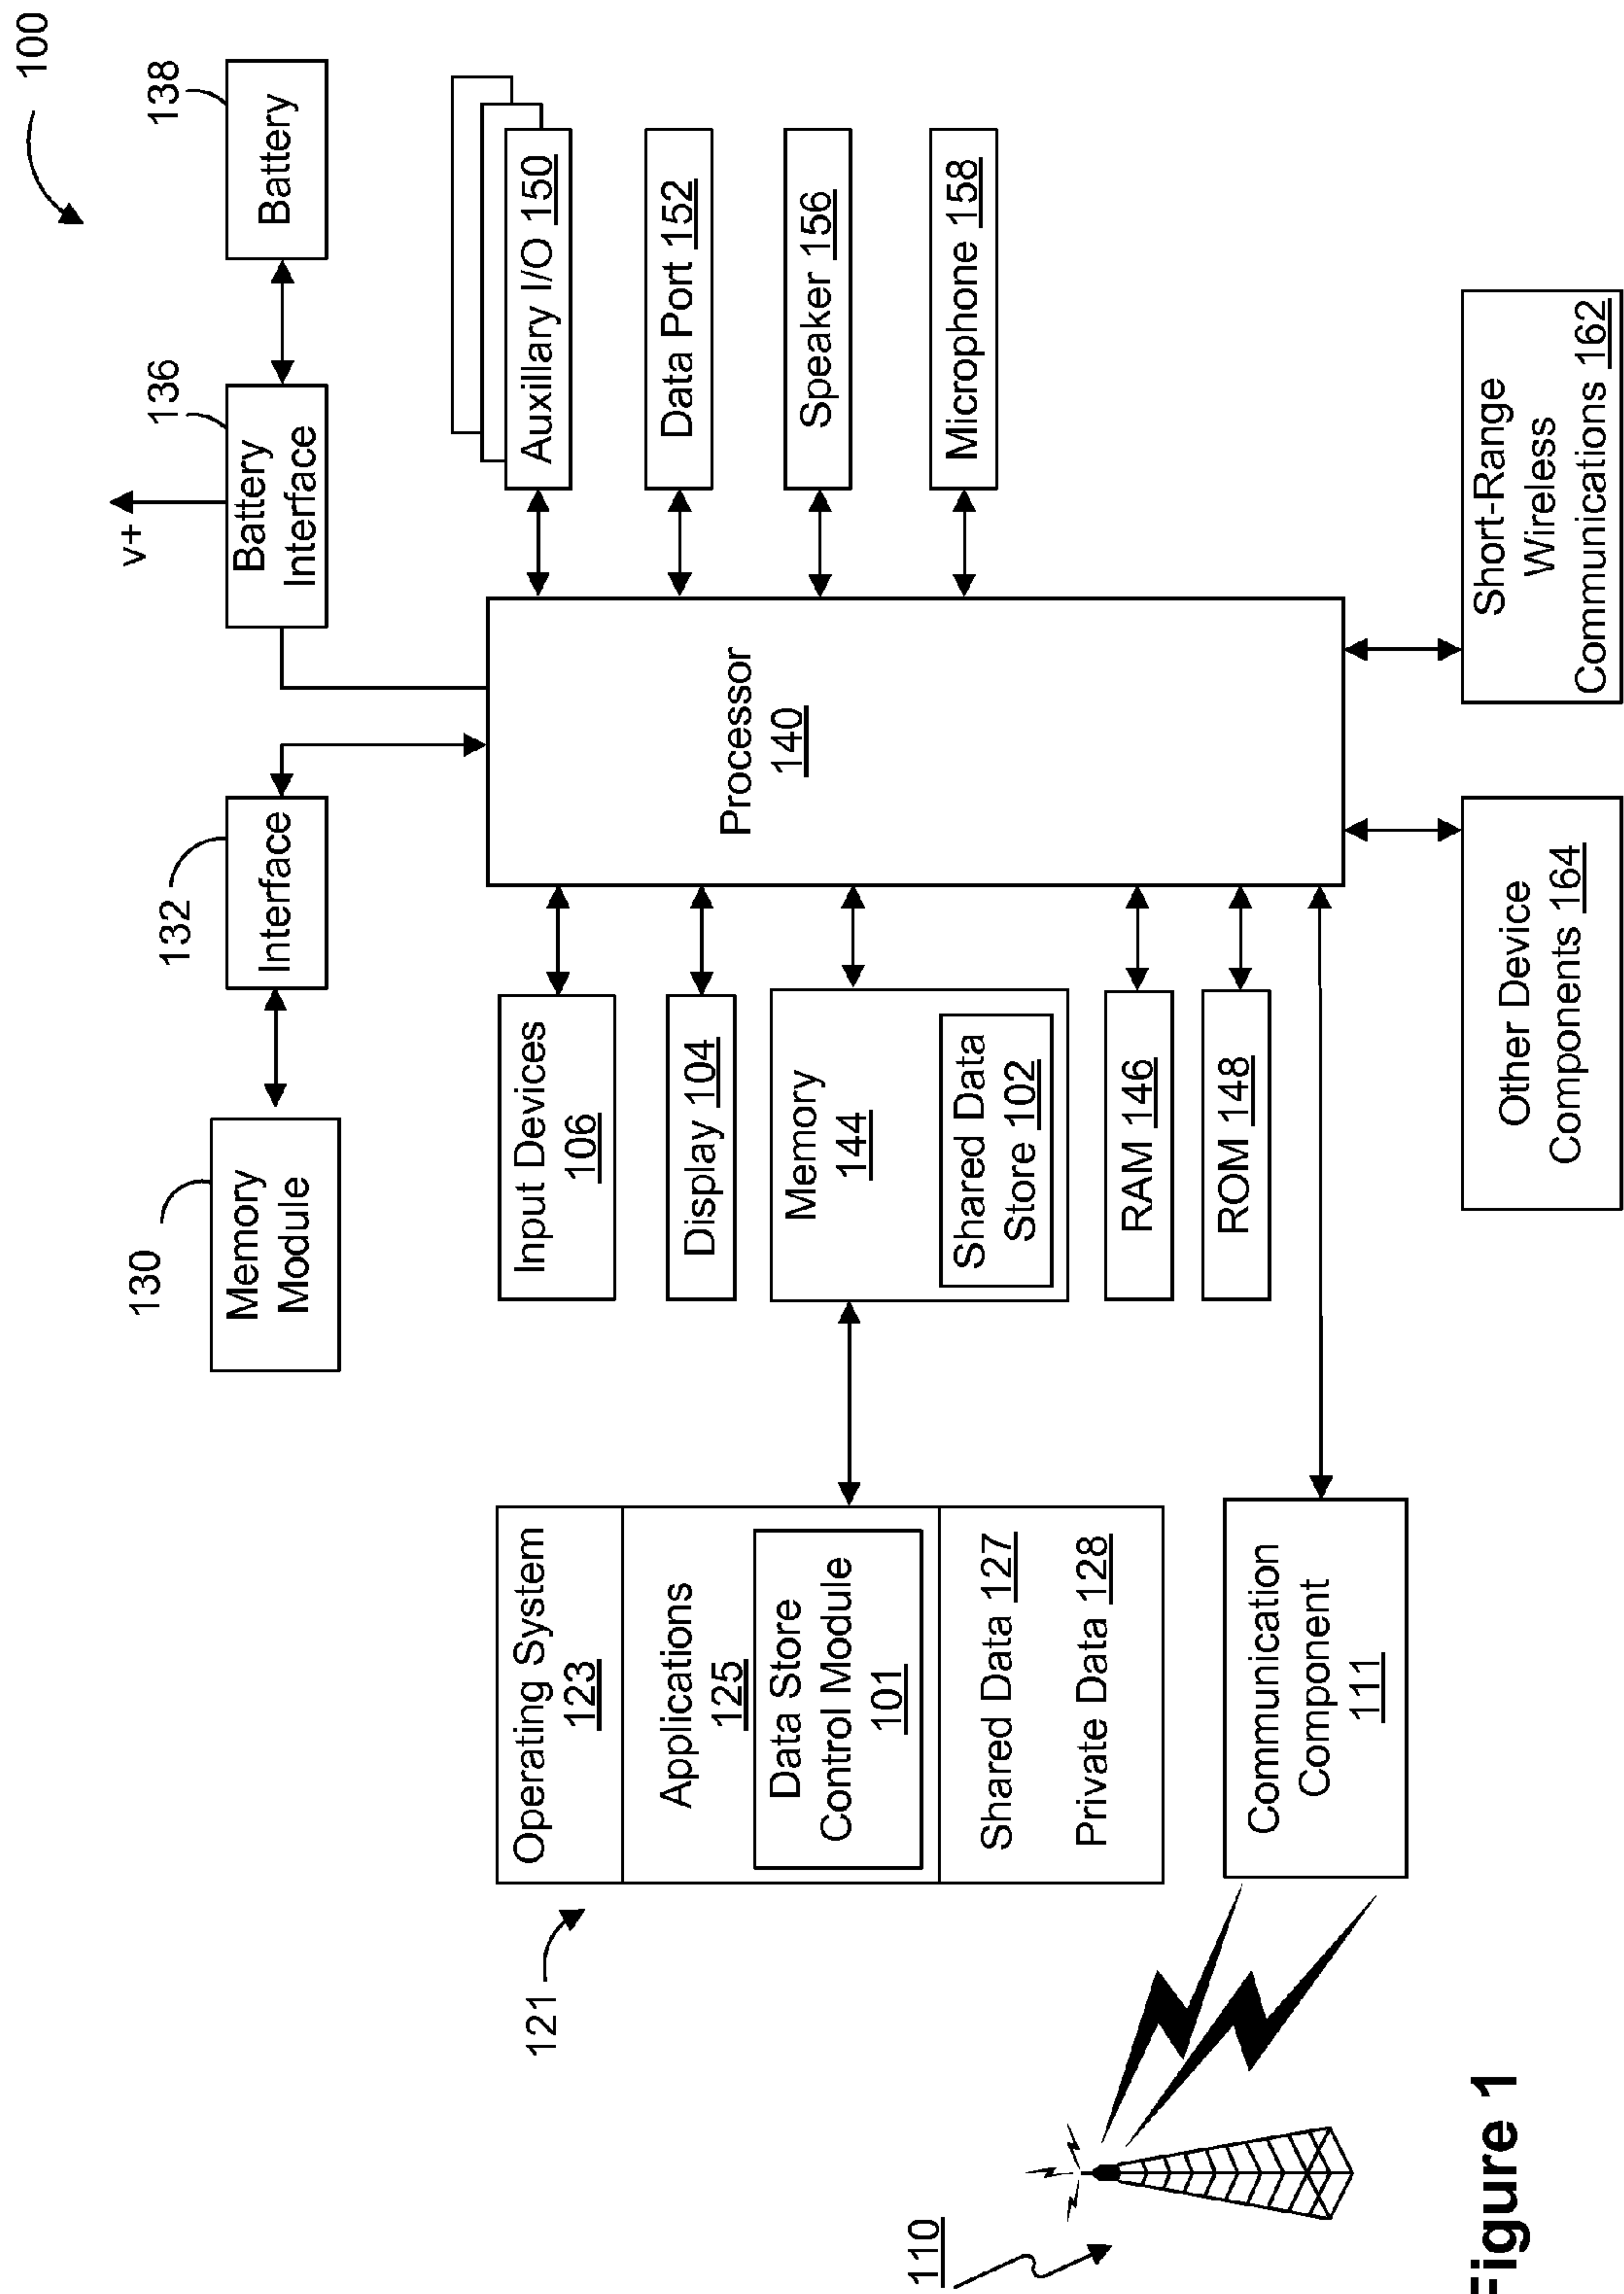 100
130
Memory
Module
132
Interface
v+
136
Battery
Interface
138
Battery
121
Operating System
123
Applications
125
Data Store
Control Module
101
Shared Data 127
Private Data 128
Input Devices
106
Display 104
Memory
144
Shared Data
Store 102
RAM 146
ROM 148
Processor
140
Auxillary I/O 150
Data Port 152
Speaker 156
Microphone 158
110
Communication
Component
111
Other Device
Components 164
Short-Range
Wireless
Communications 162
Figure 1